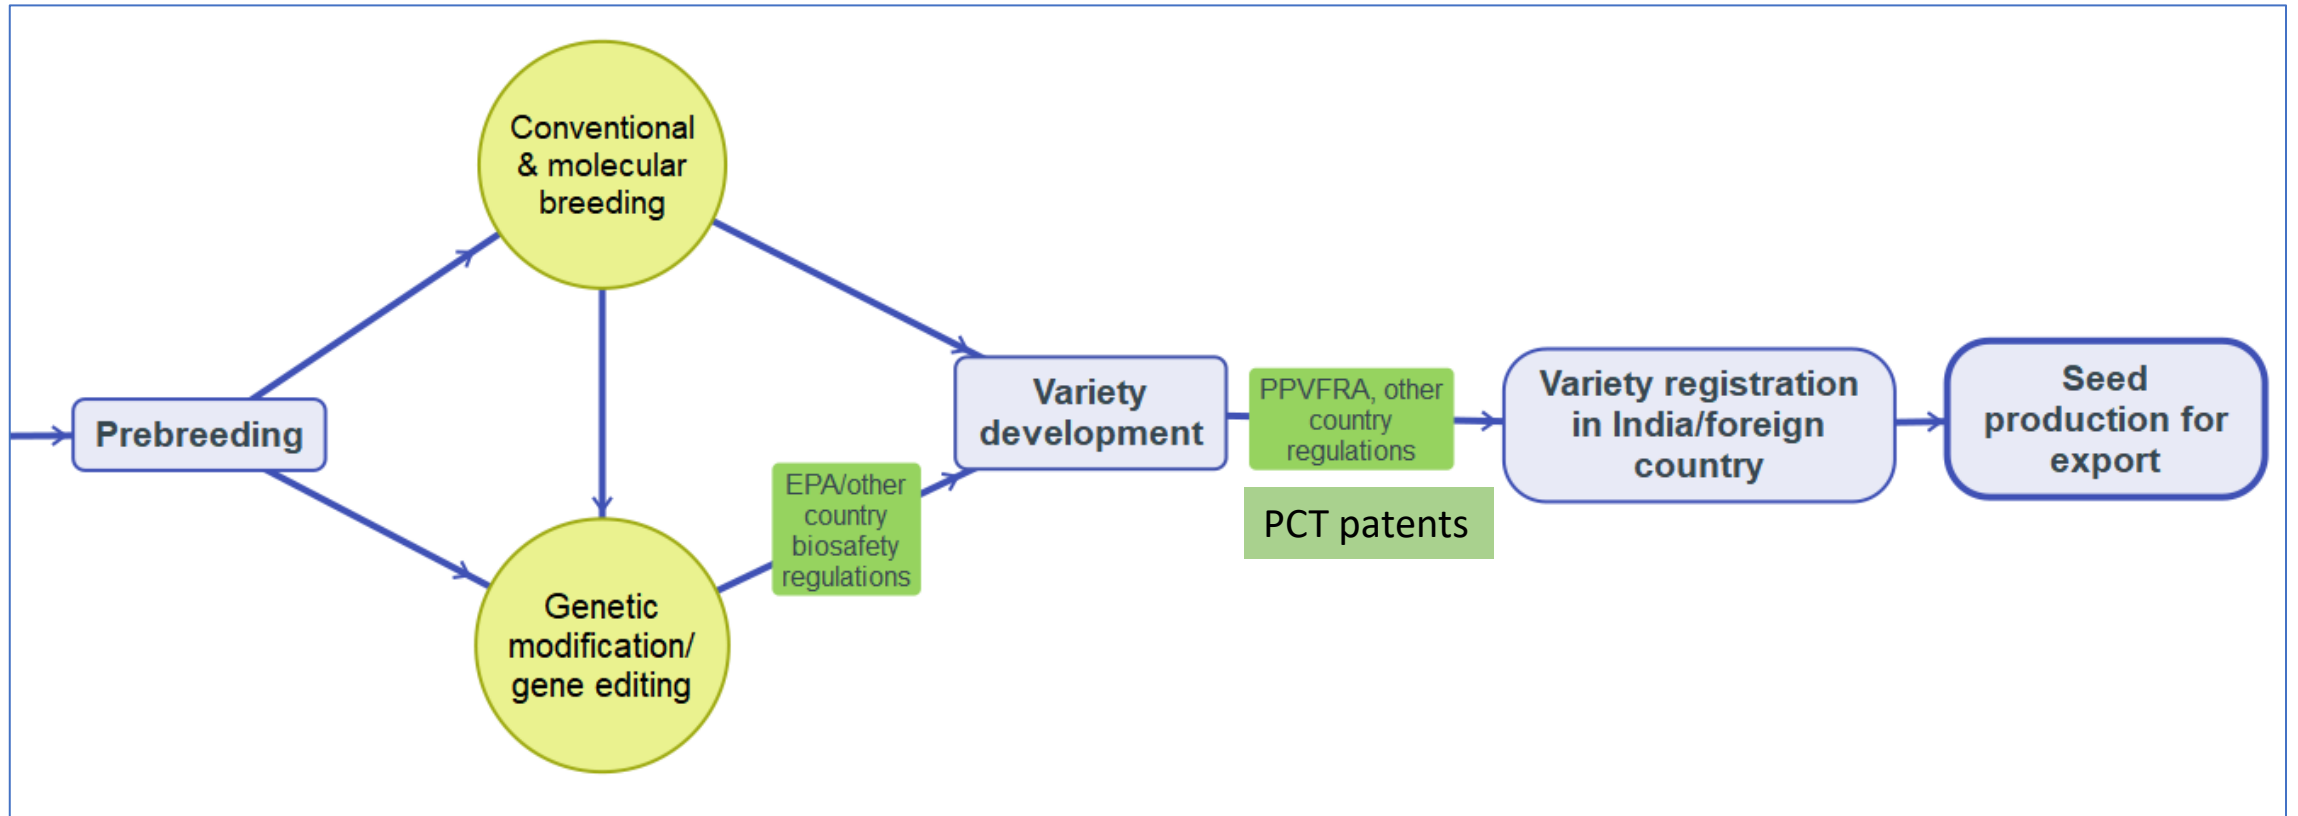 Conventional
& molecular
breeding
Prebreeding
Genetic
modification/
gene editing
EPA/other
country
biosafety
regulations
Variety
development
PPVFRA, other
country
regulations
PCT patents
Variety registration
in India/foreign
country
Seed
production for
export